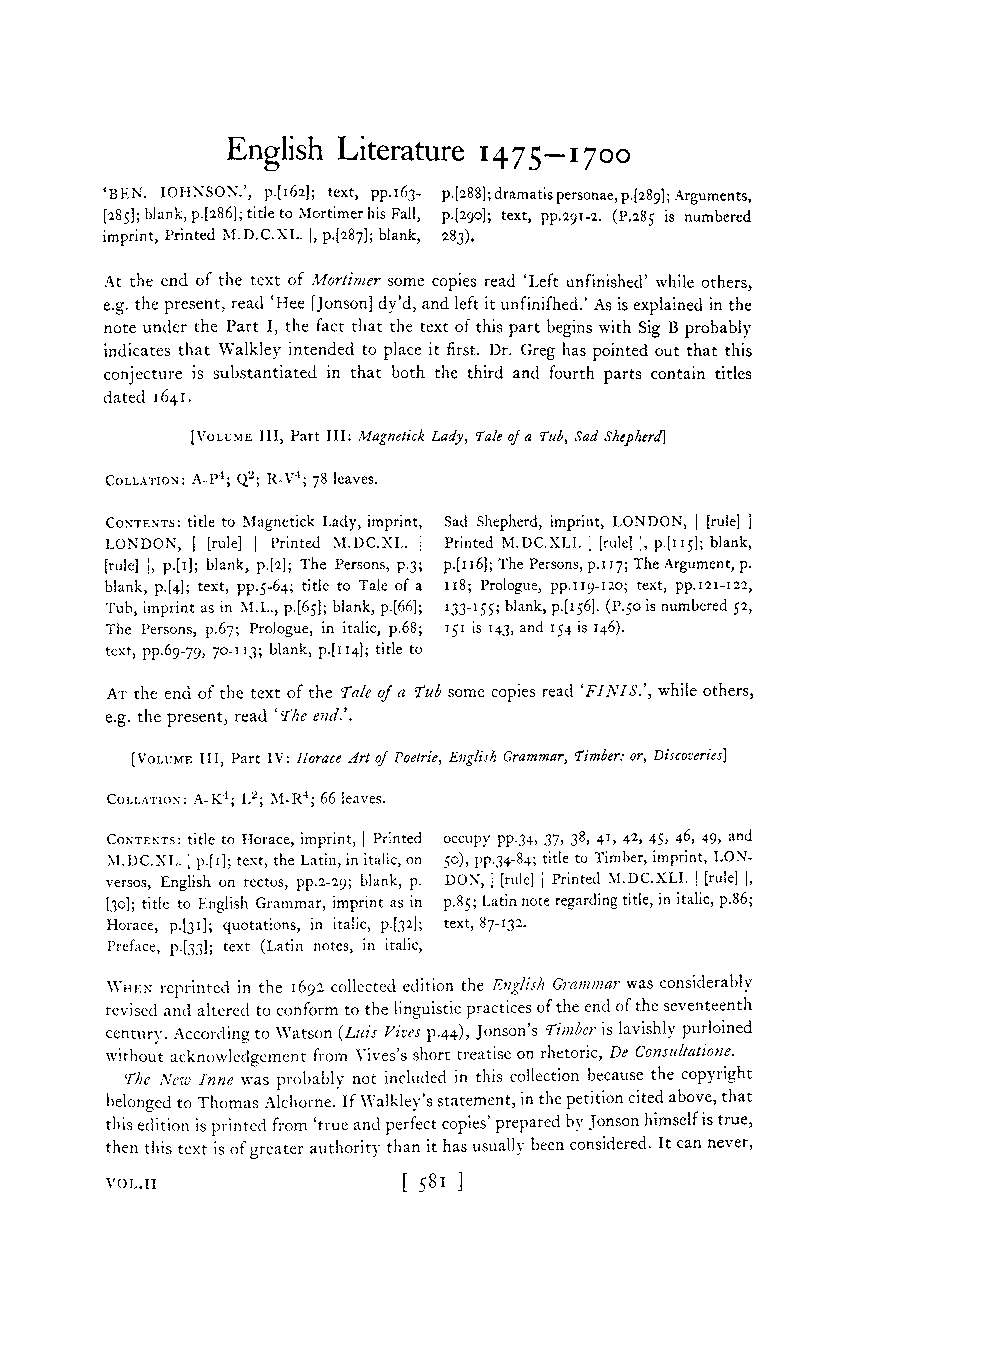 English Literature 1475—1700
‘BEN. IOHNSON.’, p.[162]; text, pp.163-
[285]; blank, p.[286]; title to Mortimer his Fall,
imprint, Printed M.D.C.XL. |, p.[287]; blank,
p.[288]; dramatis personae, p.[289]; Arguments,
p.[290]; text, pp.291-2. (P.285 is numbered
283).
At the end of the text of Mortimer some copies read ‘Left unfinished’ while others,
e.g. the present, read ‘Hee [Jonson] dy'd, and left it unfiniſhed.’ As is explained in the
note under the Part I, the fact that the text of this part begins with Sig B probably
indicates that Walkley intended to place it first. Dr. Greg has pointed out that this
conjecture is substantiated in that both the third and fourth parts contain titles
dated 1641.
[VOLUME III, Part III: Magnetick Lady, Tale of a Tub, Sad Shepherd]
COLLATION: A-P⁴; Q²; R-V⁴; 78 leaves.
CONTENTS: title to Magnetick Lady, imprint,
LONDON, | [rule] | Printed M.DC.XL. |
[rule] |, p.[1]; blank, p.[2]; The Persons, p.3;
blank, p.[4]; text, pp.5-64; title to Tale of a
Tub, imprint as in M.L., p.[65]; blank, p.[66];
The Persons, p.67; Prologue, in italic, p.68;
text, pp.69-79, 70-113; blank, p.[114]; title to
Sad Shepherd, imprint, LONDON, | [rule] |
Printed M.DC.XLI. | [rule] |, p.[115]; blank,
p.[116]; The Persons, p.117; The Argument, p.
118; Prologue, pp.119-120; text, pp.121-122,
133-155; blank, p.[156]. (P.50 is numbered 52,
151 is 143, and 154 is 146).
AT the end of the text of the Tale of a Tub some copies read ‘FINIS.’, while others,
e.g. the present, read ‘The end.’.
[VOLUME III, Part IV: Horace Art of Poetrie, English Grammar, Timber: or, Discoveries]
COLLATION: A-K⁴; L²; M-R⁴; 66 leaves.
CONTENTS: title to Horace, imprint, | Printed
M.DC.XL. | p.[1]; text, the Latin, in italic, on
versos, English on rectos, pp.2-29; blank, p.
[30]; title to English Grammar, imprint as in
Horace, p.[31]; quotations, in italic, p.[32];
Preface, p.[33]; text (Latin notes, in italic,
occupy pp.34, 37, 38, 41, 42, 45, 46, 49, and
50), pp.34-84; title to Timber, imprint, LON-
DON, | [rule] | Printed M.DC.XLI. | [rule] |,
p.85; Latin note regarding title, in italic, p.86;
text, 87-132.
WHEN reprinted in the 1692 collected edition the English Grammar was considerably
revised and altered to conform to the linguistic practices of the end of the seventeenth
century. According to Watson (Luis Vives p.44), Jonson's Timber is lavishly purloined
without acknowledgement from Vives's short treatise on rhetoric, De Consultatione.
The New Inne was probably not included in this collection because the copyright
belonged to Thomas Alchorne. If Walkley's statement, in the petition cited above, that
this edition is printed from ‘true and perfect copies’ prepared by Jonson himself is true,
then this text is of greater authority than it has usually been considered. It can never,
VOL.II
[ 581 ]